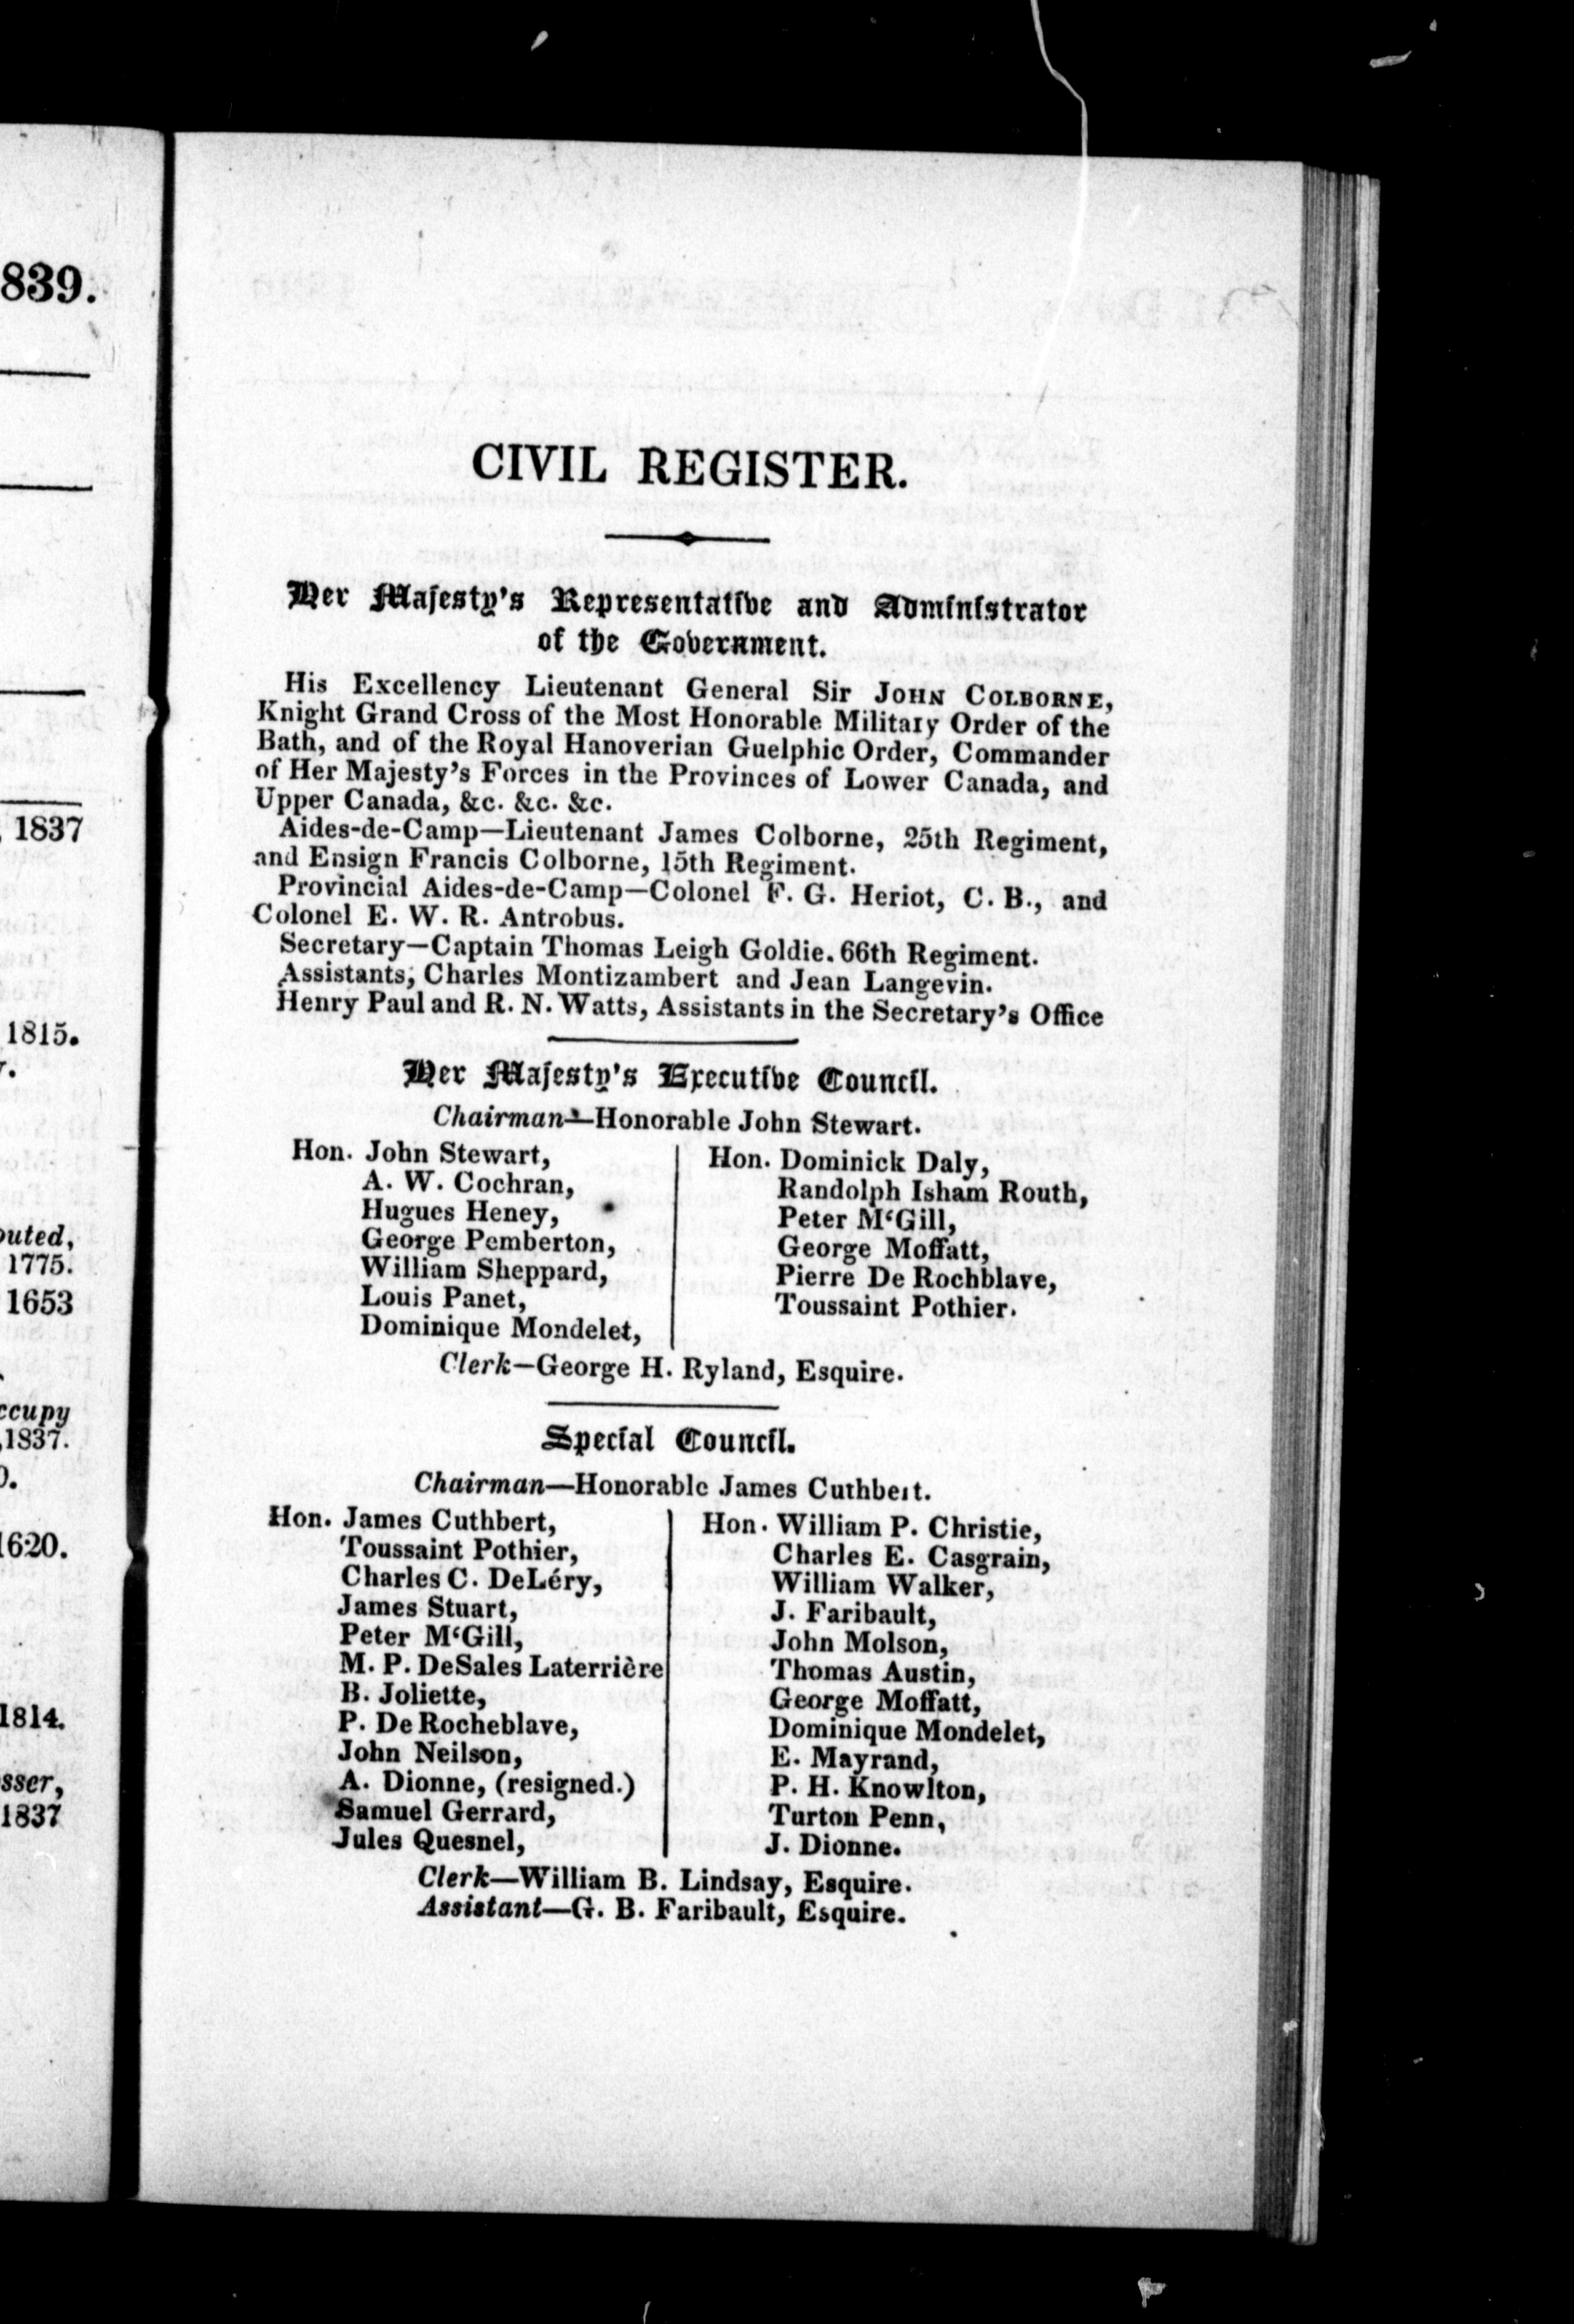 839.
1837
1815.
1775.
1653
1837.
1620.
1814.
1837
CIVIL REGISTER.
Her Majesty's Representative and Administrator
of the Government.
His Excellency Lieutenant General Sir JOHN COLBORNE,
Knight Grand Cross of the Most Honorable Military Order of the
Bath, and of the Royal Hanoverian Guelphic Order, Commander
of Her Majesty's Forces in the Provinces of Lower Canada, and
Upper Canada, &c. &c. &c.
Aides-de-Camp—Lieutenant James Colborne, 25th Regiment,
and Ensign Francis Colborne, 15th Regiment.
Provincial Aides-de-Camp—Colonel F. G. Heriot, C. B., and
Colonel E. W. R. Antrobus.
Secretary—Captain Thomas Leigh Goldie. 66th Regiment.
Assistants, Charles Montizambert and Jean Langevin.
Henry Paul and R. N. Watts, Assistants in the Secretary's Office
Her Majesty's Executive Council.
Chairman—Honorable John Stewart.
Hon. John Stewart,
A. W. Cochran,
Hugues Heney,
George Pemberton,
William Sheppard,
Louis Panet,
Dominique Mondelet,
Hon. Dominick Daly,
Randolph Isham Routh,
Peter M‘Gill,
George Moffatt,
Pierre De Rochblave,
Toussaint Pothier.
Clerk—George H. Ryland, Esquire.
Special Council.
Chairman—Honorable James Cuthbert.
Hon. James Cuthbert,
Toussaint Pothier,
Charles C. DeLéry,
James Stuart,
Peter M‘Gill,
M. P. DeSales Laterrière
B. Joliette,
P. De Rocheblave,
John Neilson,
A. Dionne, (resigned.)
Samuel Gerrard,
Jules Quesnel,
Hon. William P. Christie,
Charles E. Casgrain,
William Walker,
J. Faribault,
John Molson,
Thomas Austin,
George Moffatt,
Dominique Mondelet,
E. Mayrand,
P. H. Knowlton,
Turton Penn,
J. Dionne.
Clerk—William B. Lindsay, Esquire.
Assistant—G. B. Faribault, Esquire.